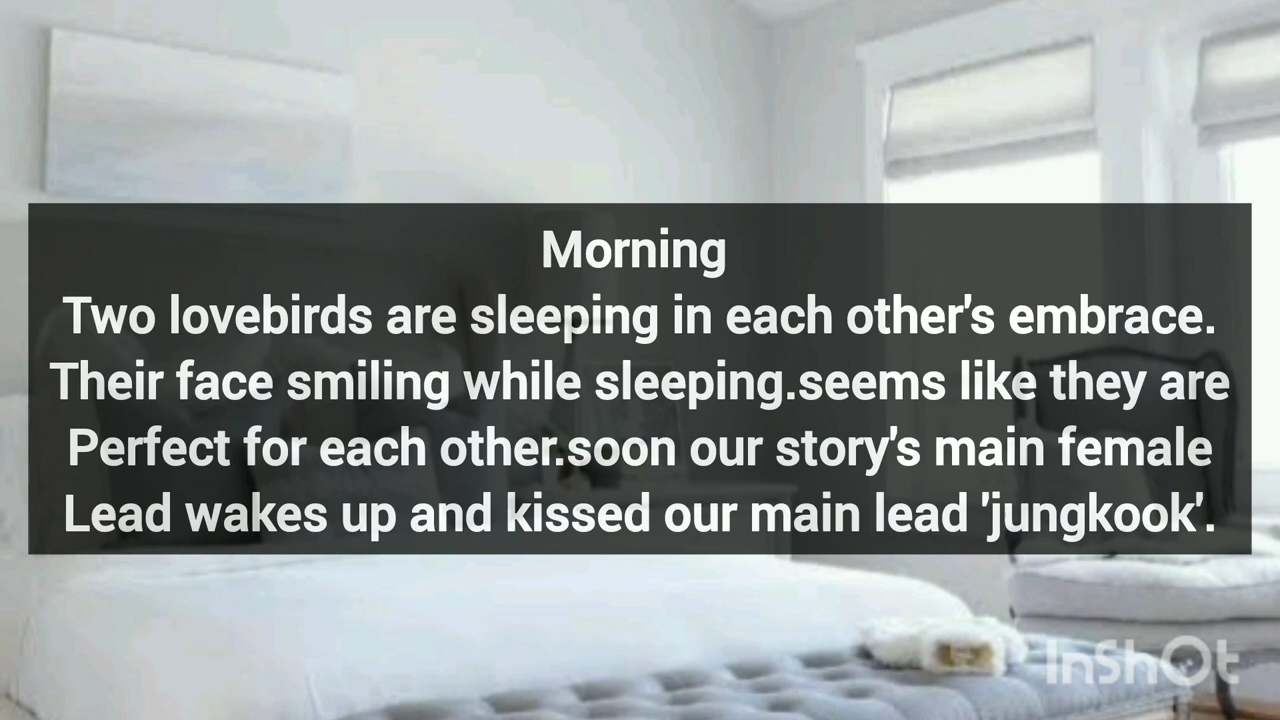 Morning
Two lovebirds are sleeping in each other's embrace.
Their face smiling while sleeping.seems like they are
Perfect for each other.soon our story's main female
Lead wakes up and kissed our main lead 'jungkook'.
InShOt